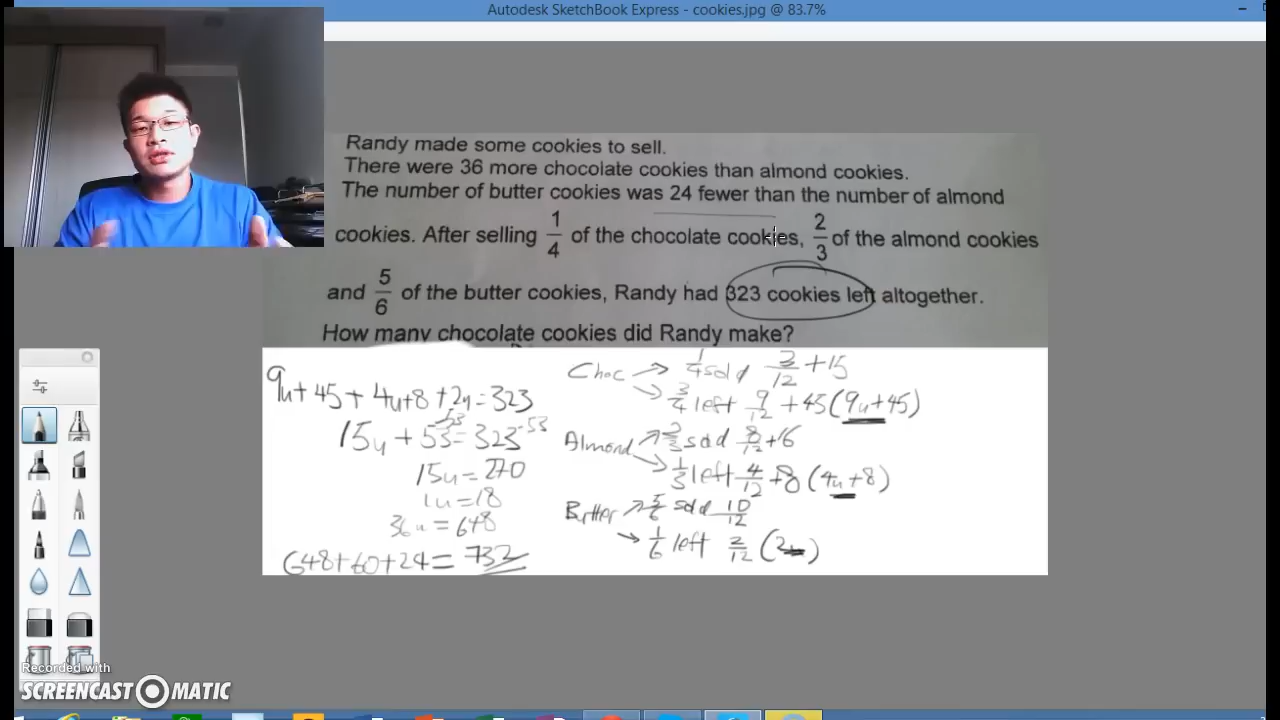 Autodesk SketchBook Express - cookies.jpg @ 83.7%
Randy made some cookies to sell.
There were 36 more chocolate cookies than almond cookies.
The number of butter cookies was 24 fewer than the number of almond
cookies. After selling 1/4 of the chocolate cookies, 2/3 of the almond cookies
and 5/6 of the butter cookies, Randy had 323 cookies left altogether.
How many chocolate cookies did Randy make?
9u+45+4u+8+2u=323
15u+53-53=323-53
15u=270
1u=18
36u=648
648+60+24=732
Choc → 1/4 sold 3/12+15
→ 3/4 left 9/12+45 (9u+45)
Almond → 2/3 sold 8/12+16
→ 1/3 left 4/12+8 (4u+8)
Butter → 5/6 sold 10/12
→ 1/6 left 2/12 (2u)
Recorded with
SCREENCAST O MATIC